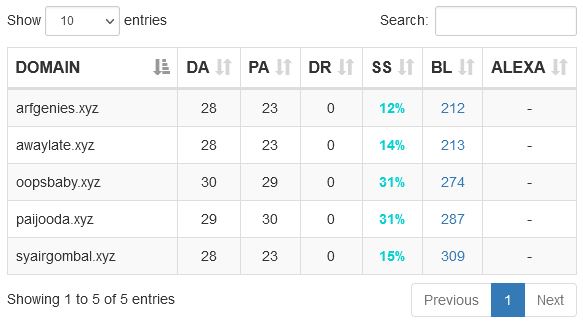 Show 10 entries Search:
DOMAIN DA PA DR SS BL ALEXA
arfgenies.xyz 28 23 0 12% 212 -
awaylate.xyz 28 23 0 14% 213 -
oopsbaby.xyz 30 29 0 31% 274 -
paijooda.xyz 29 30 0 31% 287 -
syairgombal.xyz 28 23 0 15% 309 -
Showing 1 to 5 of 5 entries Previous 1 Next